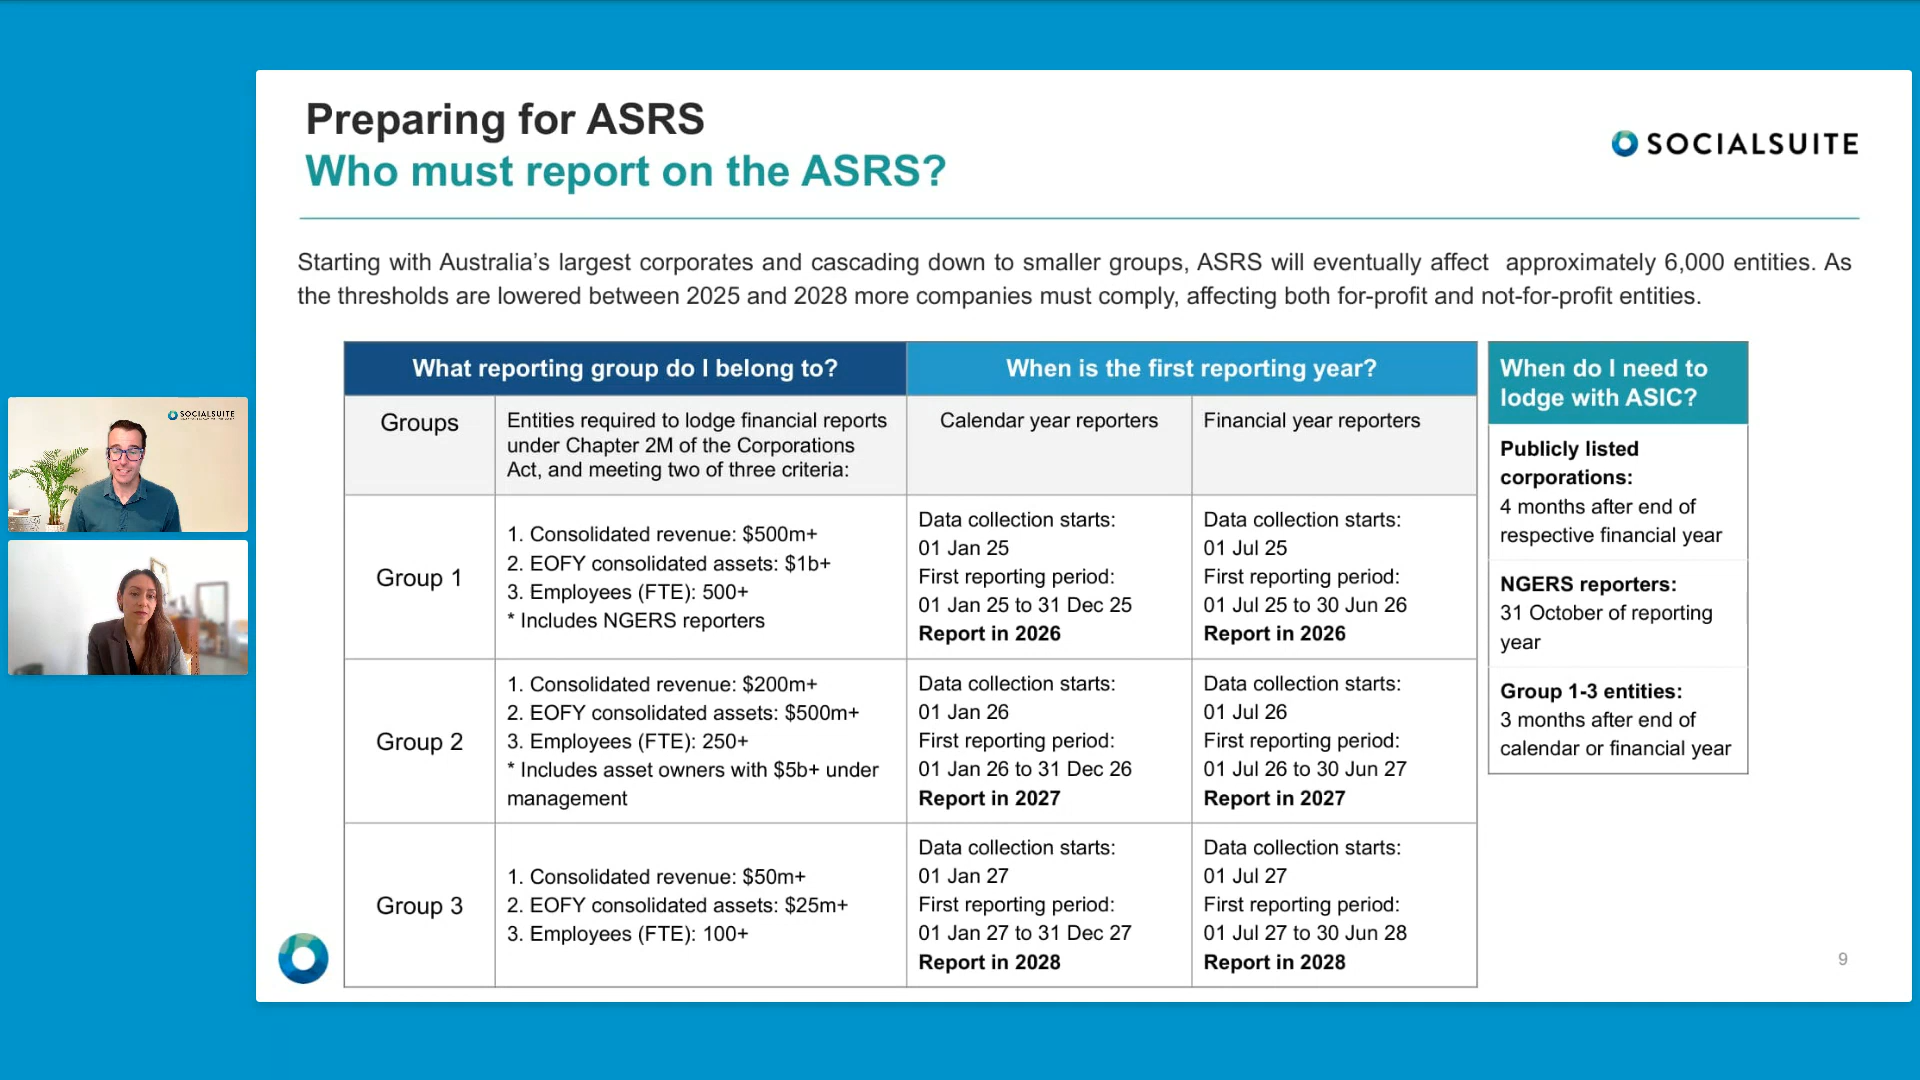 Preparing for ASRS
Who must report on the ASRS?
SOCIALSUITE
Starting with Australia’s largest corporates and cascading down to smaller groups, ASRS will eventually affect approximately 6,000 entities. As
the thresholds are lowered between 2025 and 2028 more companies must comply, affecting both for-profit and not-for-profit entities.
What reporting group do I belong to?
When is the first reporting year?
Groups
Entities required to lodge financial reports
under Chapter 2M of the Corporations
Act, and meeting two of three criteria:
Calendar year reporters
Financial year reporters
Group 1
1. Consolidated revenue: $500m+
2. EOFY consolidated assets: $1b+
3. Employees (FTE): 500+
* Includes NGERS reporters
Data collection starts:
01 Jan 25
First reporting period:
01 Jan 25 to 31 Dec 25
Report in 2026
Data collection starts:
01 Jul 25
First reporting period:
01 Jul 25 to 30 Jun 26
Report in 2026
Group 2
1. Consolidated revenue: $200m+
2. EOFY consolidated assets: $500m+
3. Employees (FTE): 250+
* Includes asset owners with $5b+ under
management
Data collection starts:
01 Jan 26
First reporting period:
01 Jan 26 to 31 Dec 26
Report in 2027
Data collection starts:
01 Jul 26
First reporting period:
01 Jul 26 to 30 Jun 27
Report in 2027
Group 3
1. Consolidated revenue: $50m+
2. EOFY consolidated assets: $25m+
3. Employees (FTE): 100+
Data collection starts:
01 Jan 27
First reporting period:
01 Jan 27 to 31 Dec 27
Report in 2028
Data collection starts:
01 Jul 27
First reporting period:
01 Jul 27 to 30 Jun 28
Report in 2028
When do I need to
lodge with ASIC?
Publicly listed
corporations:
4 months after end of
respective financial year
NGERS reporters:
31 October of reporting
year
Group 1-3 entities:
3 months after end of
calendar or financial year
9
SOCIALSUITE